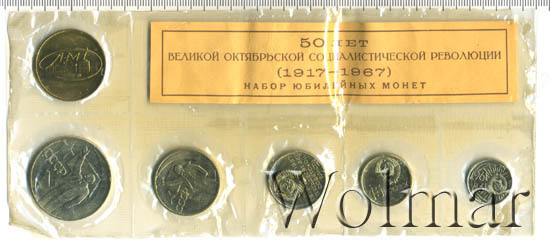 50 ЛЕТ
ВЕЛИКОЙ ОКТЯБРЬСКОЙ СОЦИАЛИСТИЧЕСКОЙ РЕВОЛЮЦИИ
(1917–1967)
НАБОР ЮБИЛЕЙНЫХ МОНЕТ
ЛМД
Wolmar